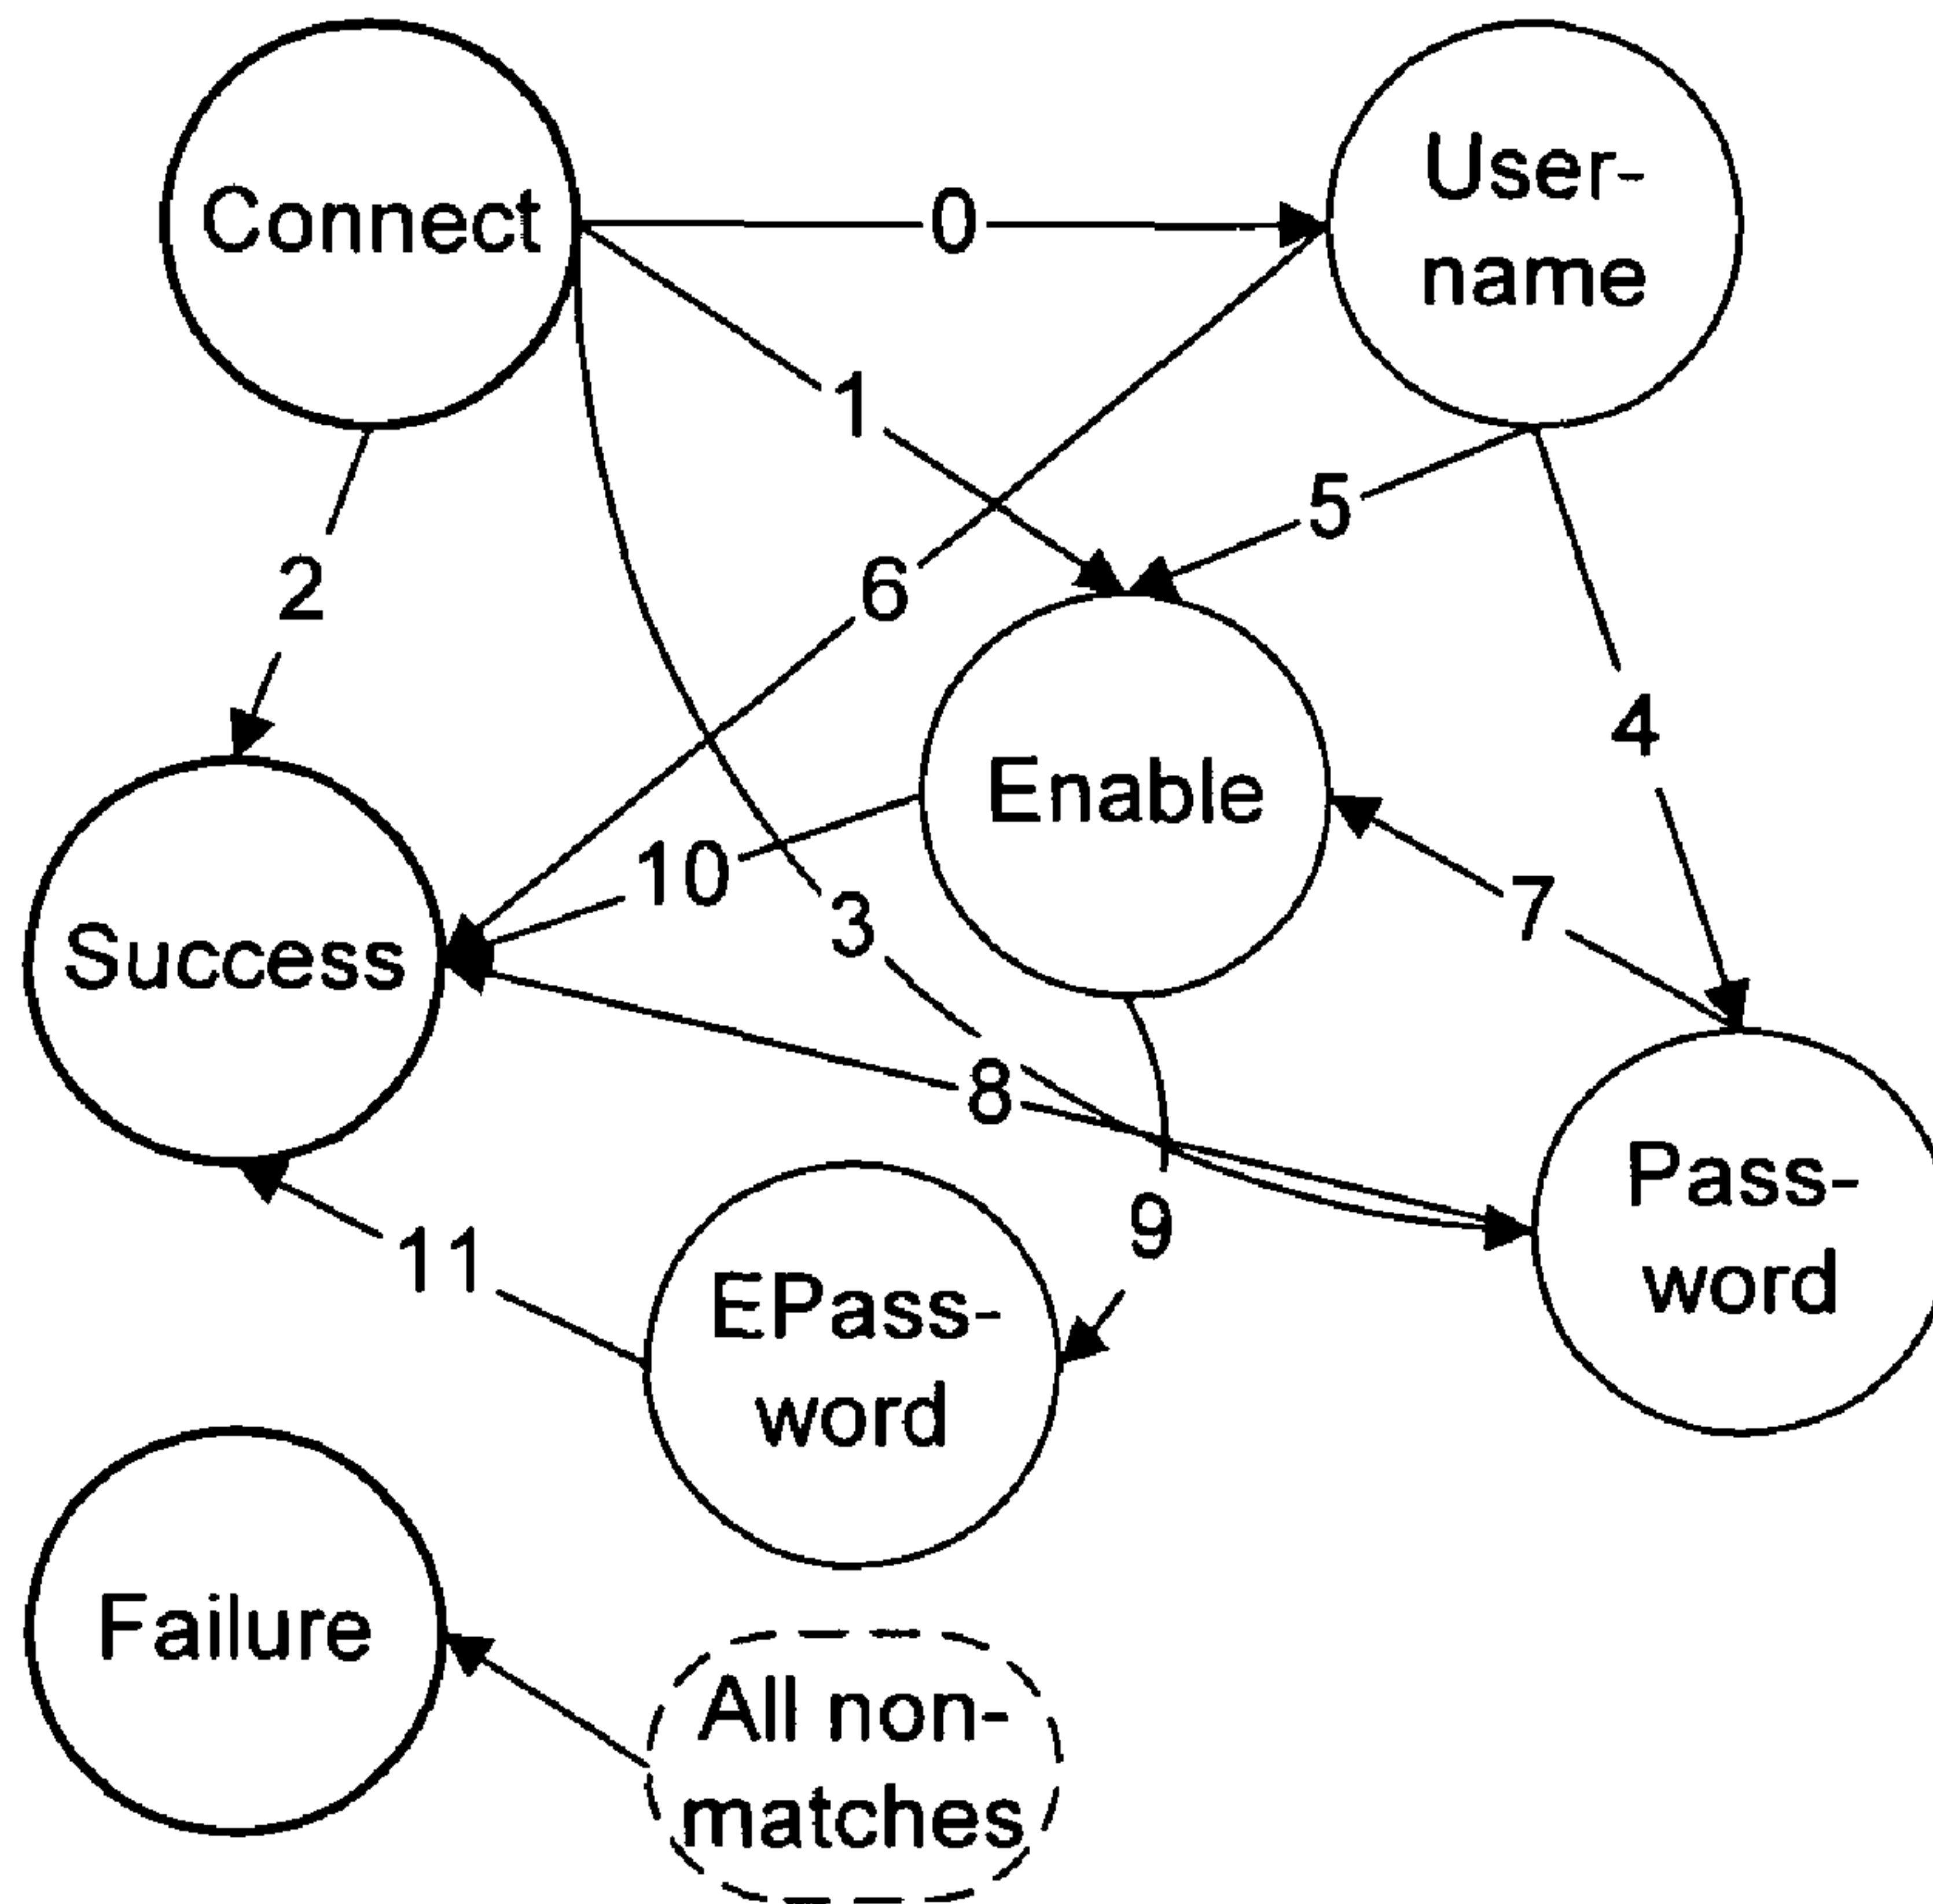 Connect
0
User-
name
1
5
2
6
4
Enable
10
3
7
Success
8
Pass-
word
9
11
EPass-
word
Failure
All non-
matches